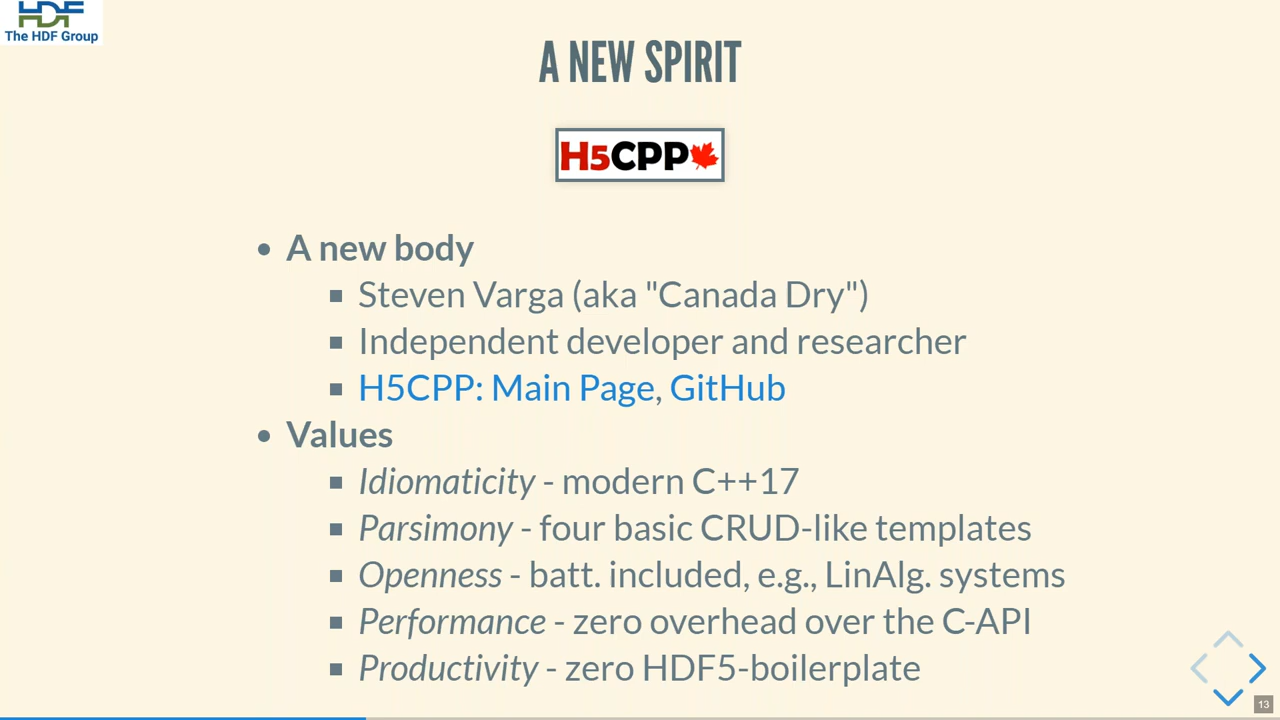 HDF
The HDF Group
A NEW SPIRIT
H5CPP
A new body
Steven Varga (aka "Canada Dry")
Independent developer and researcher
H5CPP: Main Page, GitHub
Values
Idiomaticity - modern C++17
Parsimony - four basic CRUD-like templates
Openness - batt. included, e.g., LinAlg. systems
Performance - zero overhead over the C-API
Productivity - zero HDF5-boilerplate
13